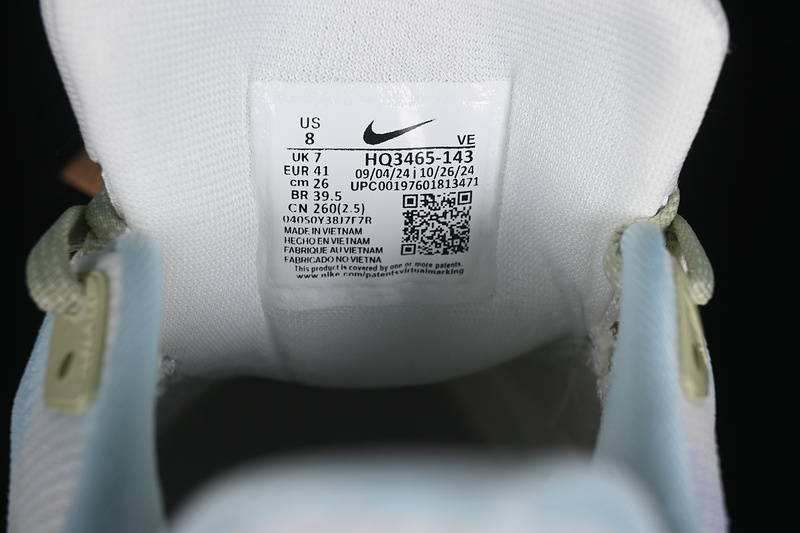 US
8
VE
UK 7
HQ3465-143
EUR 41
09/04/24 | 10/26/24
cm 26
UPC00197601813471
BR 39.5
CN 260(2.5)
MADE IN VIETNAM
HECHO EN VIETNAM
FABRIQUE AU VIETNAM
FABRICADO NO VIETNA
This product is covered by one or more patents.
www.nike.com/patentsvirtualmarking